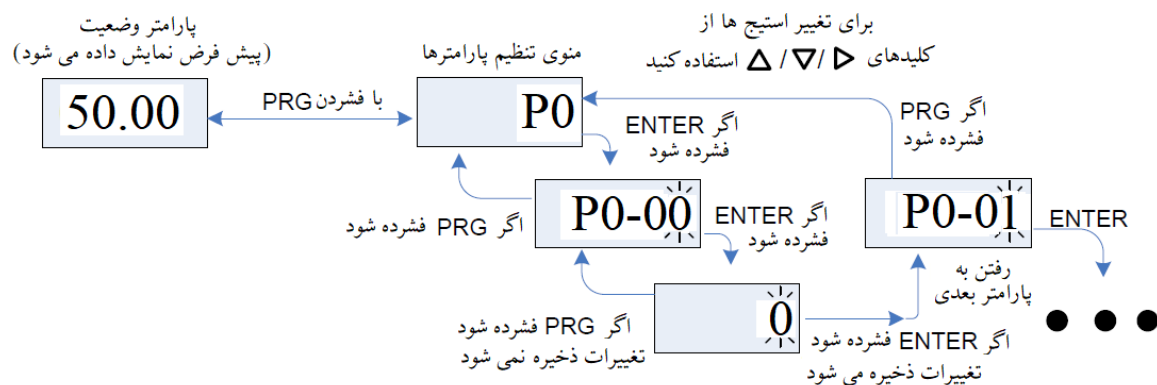 پارامتر وضعیت
(پیش فرض نمایش داده می شود)
50.00
با فشردن PRG
منوی تنظیم پارامترها
P0
برای تغییر استیج ها از
کلیدهای △ / ▽ / ▷ استفاده کنید
اگر ENTER
فشرده شود
اگر PRG
فشرده شود
اگر PRG فشرده شود
P0-00
اگر ENTER
فشرده شود
P0-01
ENTER
رفتن به
پارامتر بعدی
0
اگر PRG فشرده شود
تغییرات ذخیره نمی شود
اگر ENTER فشرده شود
تغییرات ذخیره می شود